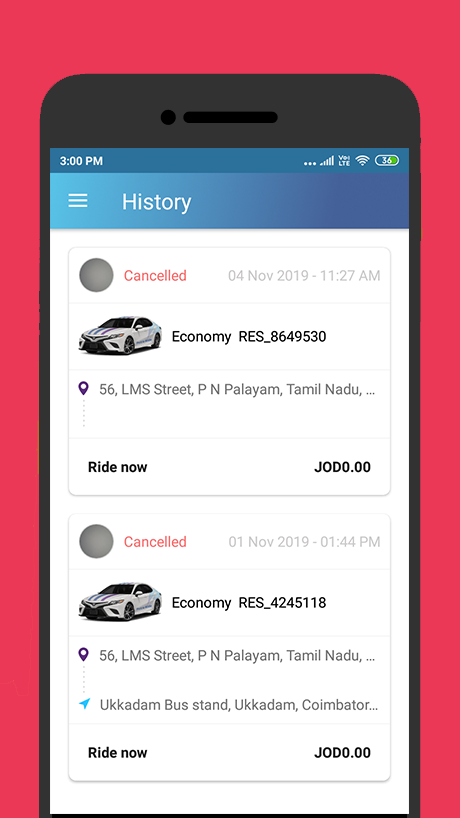 3:00 PM
Vo) LTE
36
History
Cancelled 04 Nov 2019 - 11:27 AM
Economy RES_8649530
56, LMS Street, P N Palayam, Tamil Nadu, ...
Ride now JOD0.00
Cancelled 01 Nov 2019 - 01:44 PM
Economy RES_4245118
56, LMS Street, P N Palayam, Tamil Nadu, ...
Ukkadam Bus stand, Ukkadam, Coimbator...
Ride now JOD0.00